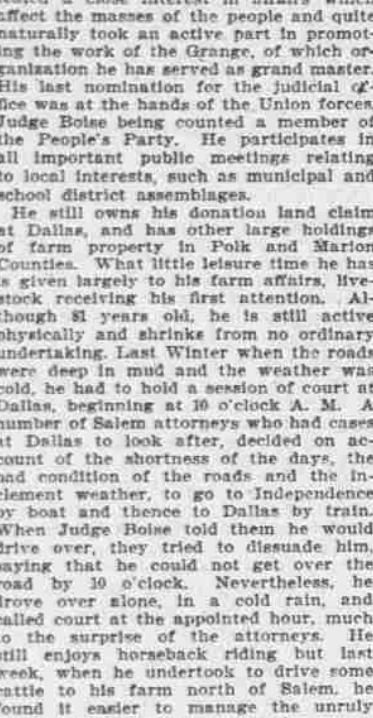 affect the masses of the people and quite
naturally took an active part in promot-
ing the work of the Grange, of which or-
ganization he has served as grand master.
His last nomination for the judicial of-
fice was at the hands of the Union forces,
Judge Boise being counted a member of
the People's Party. He participates in
all important public meetings relating
to local interests, such as municipal and
school district assemblages.
He still owns his donation land claim
at Dallas, and has other large holdings
of farm property in Polk and Marion
Counties. What little leisure time he has
is given largely to his farm affairs, live-
stock receiving his first attention. Al-
though 81 years old, he is still active
physically and shrinks from no ordinary
undertaking. Last Winter when the roads
were deep in mud and the weather was
cold, he had to hold a session of court at
Dallas, beginning at 10 o'clock A. M. A
number of Salem attorneys who had cases
at Dallas to look after, decided on ac-
count of the shortness of the days, the
bad condition of the roads and the in-
clement weather, to go to Independence
by boat and thence to Dallas by train.
When Judge Boise told them he would
drive over, they tried to dissuade him,
saying that he could not get over the
road by 10 o'clock. Nevertheless, he
drove over alone, in a cold rain, and
called court at the appointed hour, much
to the surprise of the attorneys. He
still enjoys horseback riding but last
week, when he undertook to drive some
cattle to his farm north of Salem, he
found it easier to manage the unruly